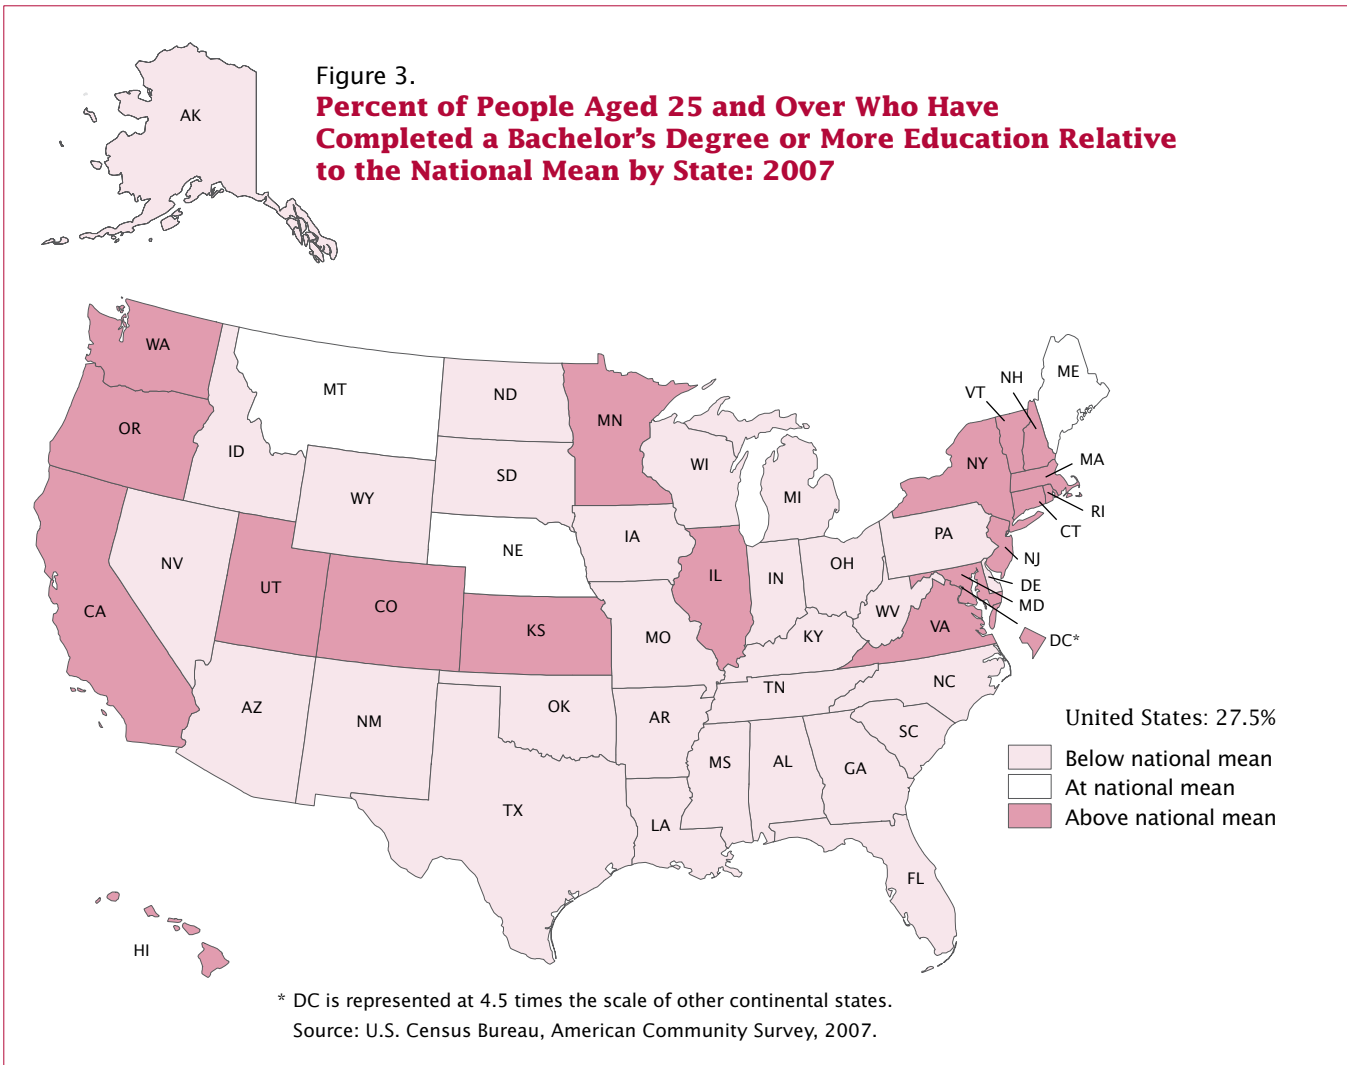 Figure 3.
Percent of People Aged 25 and Over Who Have
Completed a Bachelor's Degree or More Education Relative
to the National Mean by State: 2007
AK
WA
MT
ND
MN
OR
ID
WY
SD
WI
MI
NY
VT
NH
ME
MA
RI
CT
NV
UT
CO
NE
IA
IL
IN
OH
PA
NJ
DE
MD
DC*
CA
KS
MO
KY
WV
VA
AZ
NM
OK
AR
TN
NC
SC
MS
AL
GA
TX
LA
FL
HI
United States: 27.5%
Below national mean
At national mean
Above national mean
* DC is represented at 4.5 times the scale of other continental states.
Source: U.S. Census Bureau, American Community Survey, 2007.